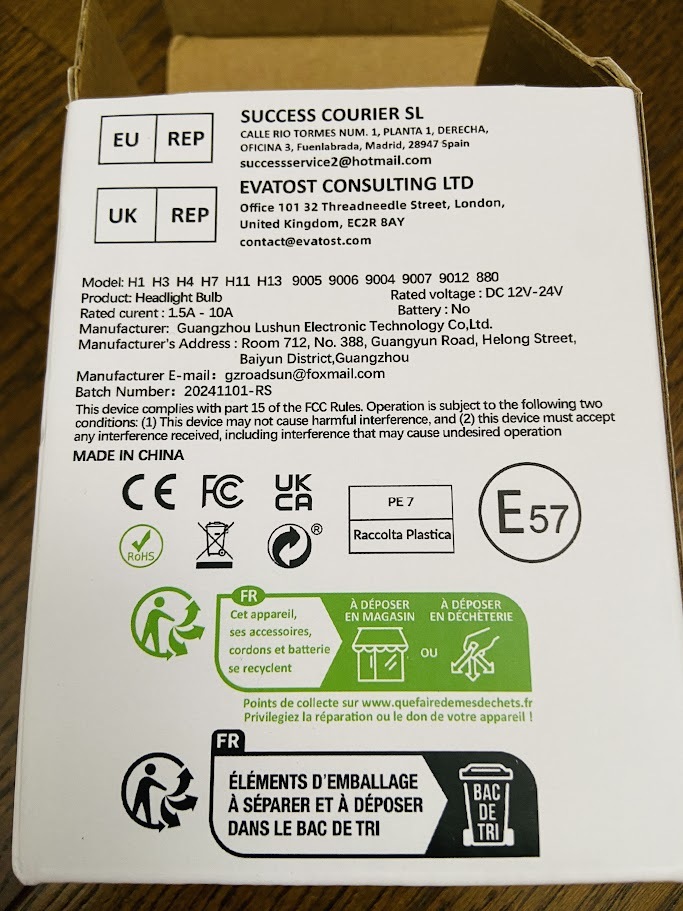 EU REP
SUCCESS COURIER SL
CALLE RIO TORMES NUM. 1, PLANTA 1, DERECHA,
OFICINA 3, Fuenlabrada, Madrid, 28947 Spain
successservice2@hotmail.com
UK REP
EVATOST CONSULTING LTD
Office 101 32 Threadneedle Street, London,
United Kingdom, EC2R 8AY
contact@evatost.com
Model: H1 H3 H4 H7 H11 H13 9005 9006 9004 9007 9012 880
Product: Headlight Bulb Rated voltage : DC 12V-24V
Rated curent : 1.5A - 10A Battery : No
Manufacturer: Guangzhou Lushun Electronic Technology Co,Ltd.
Manufacturer's Address : Room 712, No. 388, Guangyun Road, Helong Street,
Baiyun District,Guangzhou
Manufacturer E-mail: gzroadsun@foxmail.com
Batch Number: 20241101-RS
This device complies with part 15 of the FCC Rules. Operation is subject to the following two
conditions: (1) This device may not cause harmful interference, and (2) this device must accept
any interference received, including interference that may cause undesired operation
MADE IN CHINA
CE FC UK
CA
PE 7
Raccolta Plastica
E57
RoHS
®
FR
Cet appareil,
ses accessoires,
cordons et batterie
se recyclent
À DÉPOSER
EN MAGASIN
OU
À DÉPOSER
EN DÉCHÈTERIE
Points de collecte sur www.quefairedemesdechets.fr
Privilegiez la réparation ou le don de votre appareil !
FR
ÉLÉMENTS D'EMBALLAGE
À SÉPARER ET À DÉPOSER
DANS LE BAC DE TRI
BAC
DE
TRI